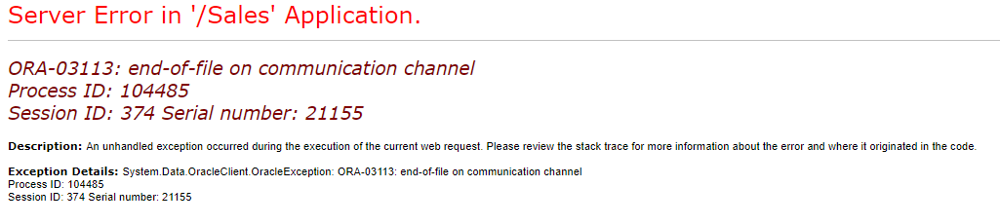 Server Error in '/Sales' Application.
ORA-03113: end-of-file on communication channel
Process ID: 104485
Session ID: 374 Serial number: 21155
Description: An unhandled exception occurred during the execution of the current web request. Please review the stack trace for more information about the error and where it originated in the code.
Exception Details: System.Data.OracleClient.OracleException: ORA-03113: end-of-file on communication channel
Process ID: 104485
Session ID: 374 Serial number: 21155